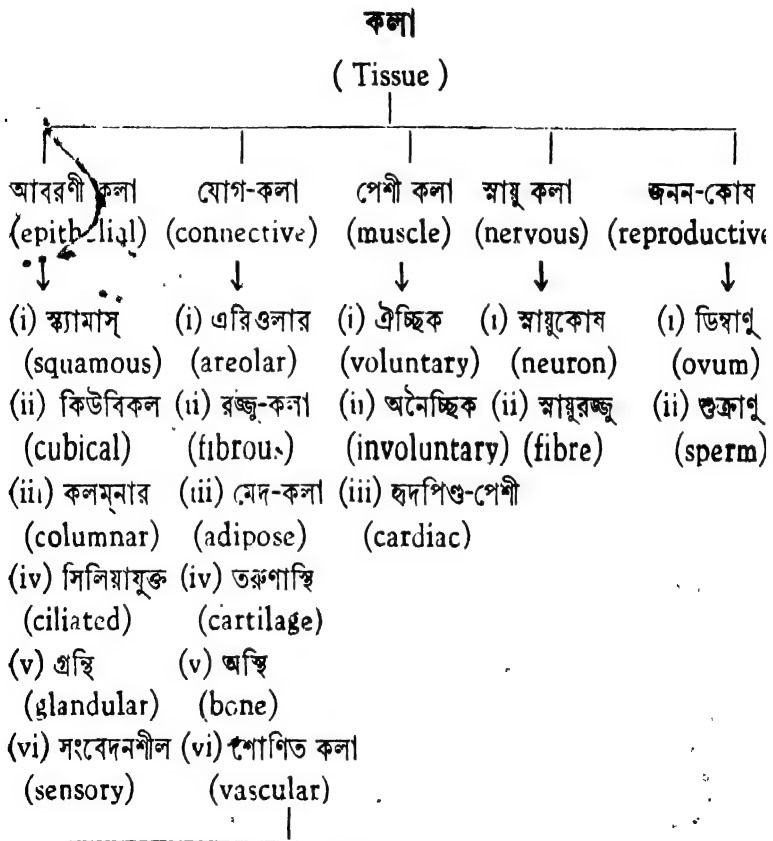 কলা
( Tissue )
আবরণী কলা যোগ-কলা পেশী কলা স্নায়ু কলা জনন-কোষ
(epithelial) (connective) (muscle) (nervous) (reproductive
(i) স্ক্যামাস্ (i) এরিওলার (i) ঐচ্ছিক (i) স্নায়ুকোষ (i) ডিম্বাণু
(squamous) (areolar) (voluntary) (neuron) (ovum)
(ii) কিউবিকল (ii) রজ্জু-কলা (ii) অনৈচ্ছিক (ii) স্নায়ুরজ্জু (ii) শুক্রাণু
(cubical) (fibrous) (involuntary) (fibre) (sperm)
(iii) কলম্‌নার (iii) মেদ-কলা (iii) হৃদপিণ্ড-পেশী
(columnar) (adipose) (cardiac)
(iv) সিলিয়াযুক্ত (iv) তরুণাস্থি
(ciliated) (cartilage)
(v) গ্রন্থি (v) অস্থি
(glandular) (bone)
(vi) সংবেদনশীল (vi) শোণিত কলা
(sensory) (vascular)